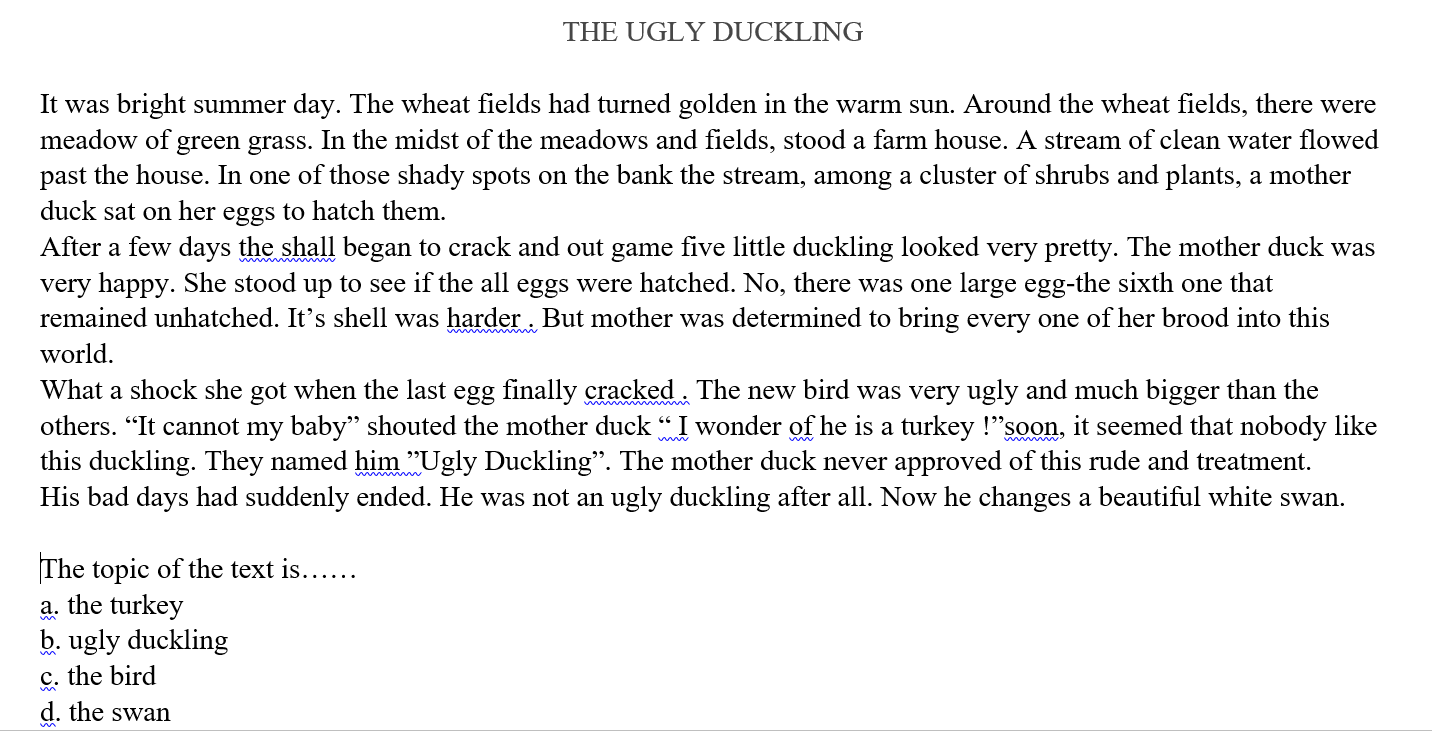 THE UGLY DUCKLING
It was bright summer day. The wheat fields had turned golden in the warm sun. Around the wheat fields, there were
meadow of green grass. In the midst of the meadows and fields, stood a farm house. A stream of clean water flowed
past the house. In one of those shady spots on the bank the stream, among a cluster of shrubs and plants, a mother
duck sat on her eggs to hatch them.
After a few days the shall began to crack and out game five little duckling looked very pretty. The mother duck was
very happy. She stood up to see if the all eggs were hatched. No, there was one large egg-the sixth one that
remained unhatched. It’s shell was harder . But mother was determined to bring every one of her brood into this
world.
What a shock she got when the last egg finally cracked . The new bird was very ugly and much bigger than the
others. “It cannot my baby” shouted the mother duck “ I wonder of he is a turkey !”soon, it seemed that nobody like
this duckling. They named him ”Ugly Duckling”. The mother duck never approved of this rude and treatment.
His bad days had suddenly ended. He was not an ugly duckling after all. Now he changes a beautiful white swan.
The topic of the text is……
a. the turkey
b. ugly duckling
c. the bird
d. the swan